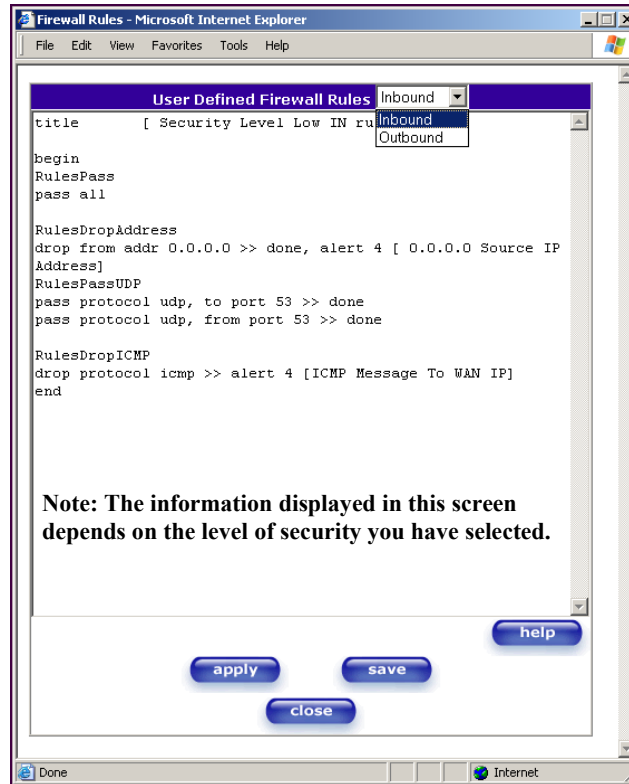 Firewall Rules - Microsoft Internet Explorer
File Edit View Favorites Tools Help
User Defined Firewall Rules Inbound
Inbound
Outbound
title [ Security Level Low IN ru
begin
RulesPass
pass all
RulesDropAddress
drop from addr 0.0.0.0 >> done, alert 4 [ 0.0.0.0 Source IP
Address]
RulesPassUDP
pass protocol udp, to port 53 >> done
pass protocol udp, from port 53 >> done
RulesDropICMP
drop protocol icmp >> alert 4 [ICMP Message To WAN IP]
end
Note: The information displayed in this screen
depends on the level of security you have selected.
help
apply save
close
Done Internet